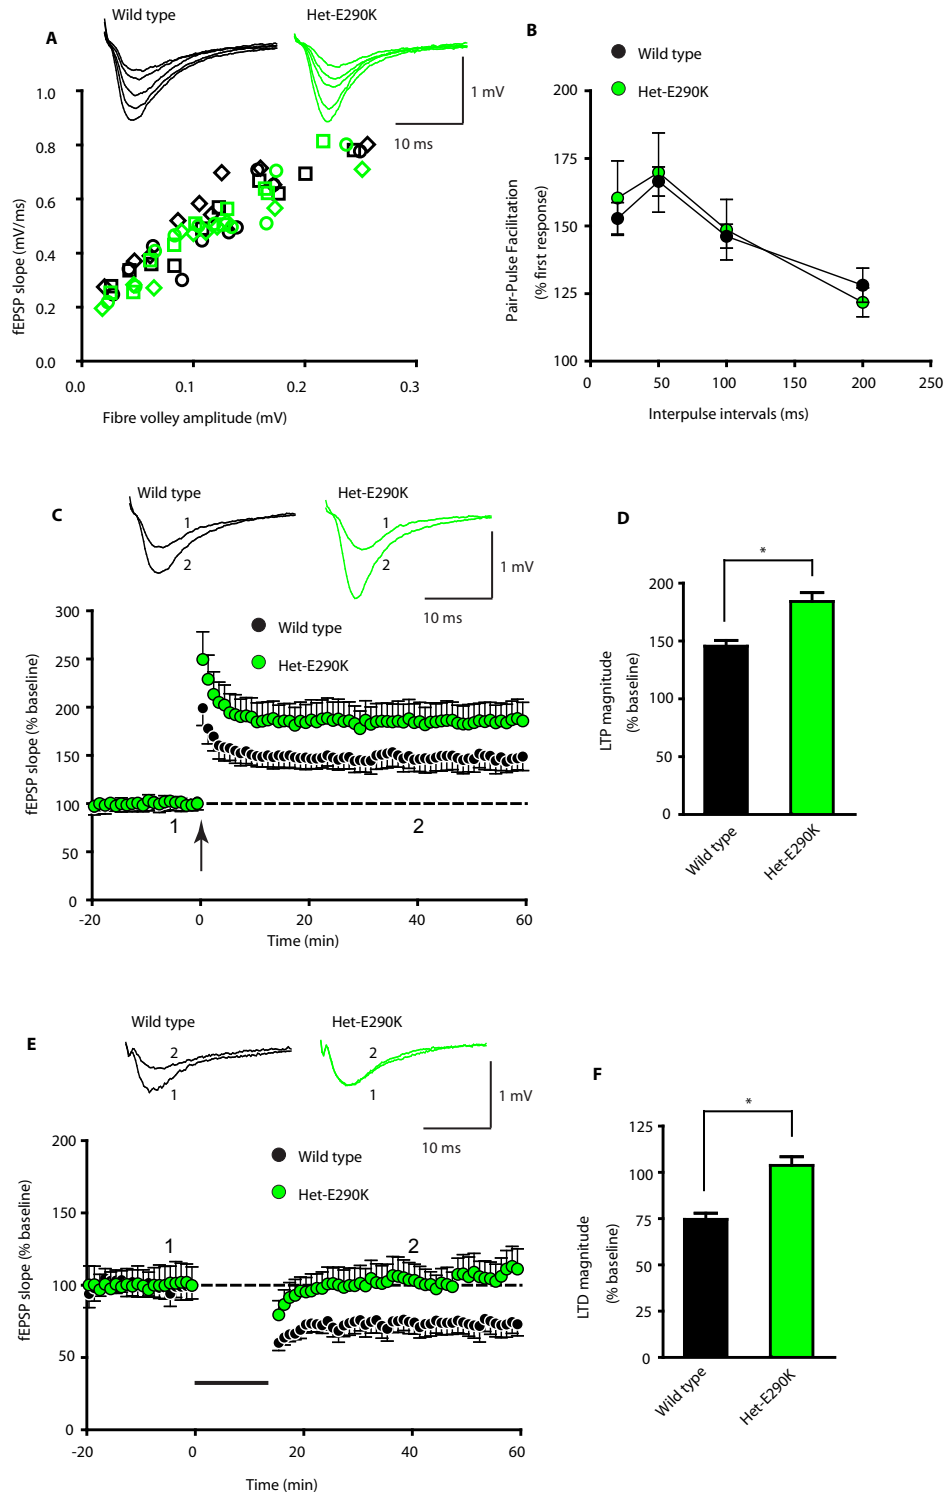 A
Wild type
Het-E290K
1 mV
10 ms
fEPSP slope (mV/ms)
1.0
0.8
0.6
0.4
0.2
0.0
0.0
0.1
0.2
0.3
Fibre volley amplitude (mV)
B
Wild type
Het-E290K
Pair-Pulse Facilitation
(% first response)
200
175
150
125
100
0
50
100
150
200
250
Interpulse intervals (ms)
C
Wild type
Het-E290K
1
2
1
2
1 mV
10 ms
Wild type
Het-E290K
fEPSP slope (% baseline)
300
250
200
150
100
50
0
1
2
-20
0
20
40
60
Time (min)
D
*
LTP magnitude
(% baseline)
200
150
100
50
0
Wild type
Het-E290K
E
Wild type
Het-E290K
2
1
2
1
1 mV
10 ms
Wild type
Het-E290K
fEPSP slope (% baseline)
200
150
100
50
0
1
2
-20
0
20
40
60
Time (min)
F
*
LTD magnitude
(% baseline)
125
100
75
50
25
0
Wild type
Het-E290K